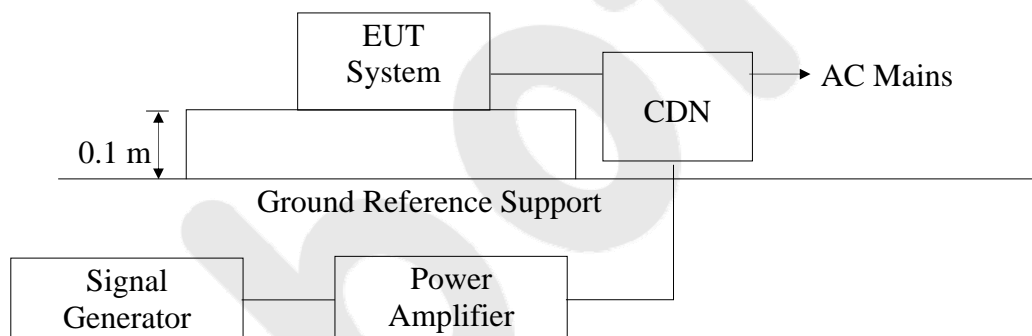 EUT
System
AC Mains
CDN
0.1 m
Ground Reference Support
Signal
Generator
Power
Amplifier